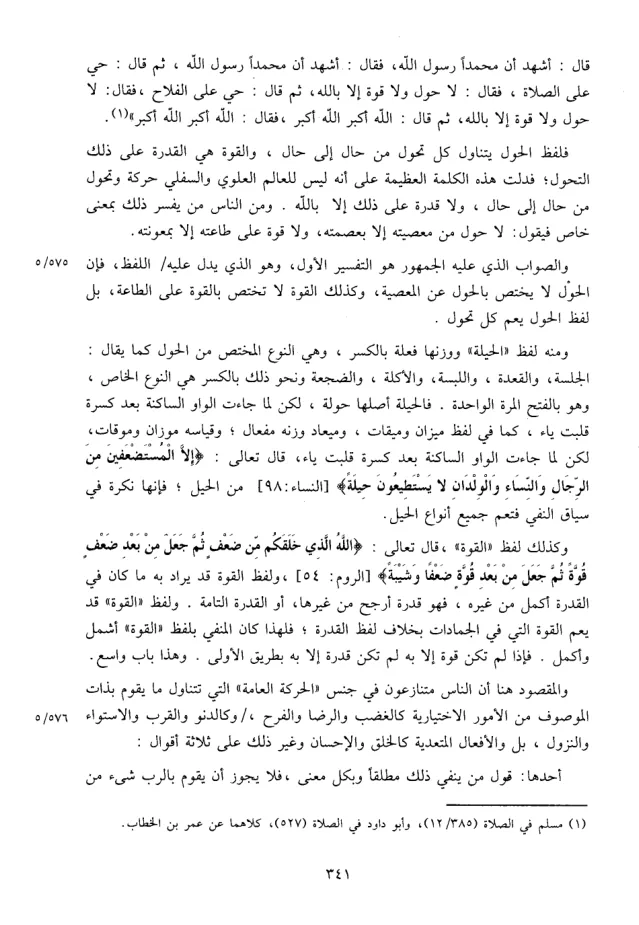 قال : أشهد أن محمداً رسول اللّه، فقال : أشهد أن محمداً رسول اللّه ، ثم قال : حي
على الصلاة ، فقال : لا حول ولا قوة إلا بالله، ثم قال : حي على الفلاح ،فقال: لا
حول ولا قوة إلا بالله، ثم قال : اللّه أكبر اللّه أكبر ،فقال : اللّه أكبر اللّه أكبر»(١).
فلفظ الحول يتناول كل تحول من حال إلى حال ، والقوة هي القدرة على ذلك
التحول؛ فدلت هذه الكلمة العظيمة على أنه ليس للعالم العلوي والسفلي حركة وتحول
من حال إلى حال ، ولا قدرة على ذلك إلا باللّه . ومن الناس من يفسر ذلك بمعنى
خاص فيقول: لا حول من معصيته إلا بعصمته، ولا قوة على طاعته إلا بمعونته.
والصواب الذي عليه الجمهور هو التفسير الأول، وهو الذي يدل عليه/ اللفظ، فإن ٥/٥٧٥
الحوْل لا يختص بالحول عن المعصية، وكذلك القوة لا تختص بالقوة على الطاعة، بل
لفظ الحول يعم كل تحول .
ومنه لفظ «الحيلة» ووزنها فعلة بالكسر ، وهي النوع المختص من الحول كما يقال :
الجلسة، والقعدة ، واللبسة، والأكلة ، والضجعة ونحو ذلك بالكسر هي النوع الخاص ،
وهو بالفتح المرة الواحدة . فالحيلة أصلها حولة ، لكن لما جاءت الواو الساكنة بعد كسرة
قلبت ياء ، كما في لفظ ميزان وميقات ، وميعاد وزنه مفعال ؛ وقياسه موزان وموقات،
لكن لما جاءت الواو الساكنة بعد كسرة قلبت ياء، قال تعالى : ﴿إِلاَّ الْمُسْتَضْعَفِينَ مِنَ
الرِّجَالِ وَالنِّسَاءِ وَالْوِلْدَانِ لا يَسْتَطِيعُونَ حِيلَةً﴾ [النساء:٩٨] من الحيل ؛ فإنها نكرة في
سياق النفي فتعم جميع أنواع الحيل.
وكذلك لفظ «القوة» ،قال تعالى : ﴿اللَّهُ الَّذِي خَلَقَكُم مِّن ضَعْفٍ ثُمَّ جَعَلَ مِنْ بَعْدِ ضَعْفٍ
قُوَّةً ثُمَّ جَعَلَ مِنْ بَعْدِ قُوَّةٍ ضَعْفًا وَشَيْبَةً﴾ [الروم: ٥٤] ،ولفظ القوة قد يراد به ما كان في
القدرة أكمل من غيره ، فهو قدرة أرجح من غيرها، أو القدرة التامة . ولفظ «القوة» قد
يعم القوة التي في الجمادات بخلاف لفظ القدرة ؛ فلهذا كان المنفي بلفظ «القوة» أشمل
وأكمل . فإذا لم تكن قوة إلا به لم تكن قدرة إلا به بطريق الأولى . وهذا باب واسع.
والمقصود هنا أن الناس متنازعون في جنس «الحركة العامة» التي تتناول ما يقوم بذات
الموصوف من الأمور الاختيارية كالغضب والرضا والفرح ،/وكالدنو والقرب والاستواء ٥/٥٧٦
والنزول ، بل والأفعال المتعدية كالخلق والإحسان وغير ذلك على ثلاثة أقوال :
أحدها: قول من ينفي ذلك مطلقاً وبكل معنى ،فلا يجوز أن يقوم بالرب شىء من
(١) مسلم في الصلاة (١٢/٣٨٥)، وأبو داود في الصلاة (٥٢٧)، كلاهما عن عمر بن الخطاب.
٣٤١